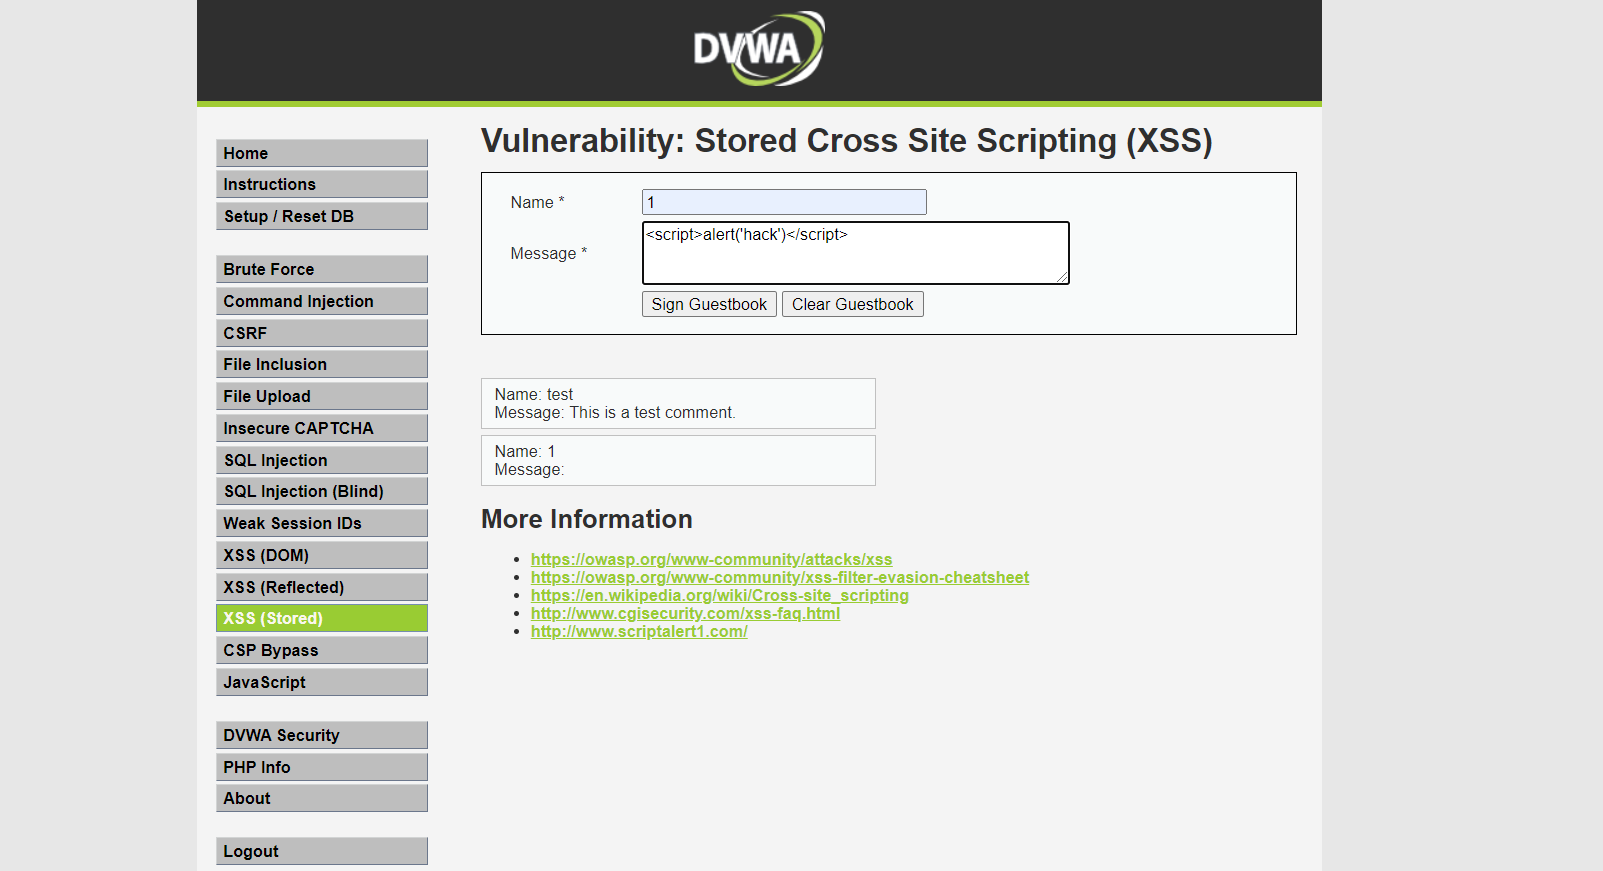 DVWA
Home
Instructions
Setup / Reset DB
Brute Force
Command Injection
CSRF
File Inclusion
File Upload
Insecure CAPTCHA
SQL Injection
SQL Injection (Blind)
Weak Session IDs
XSS (DOM)
XSS (Reflected)
XSS (Stored)
CSP Bypass
JavaScript
DVWA Security
PHP Info
About
Logout
Vulnerability: Stored Cross Site Scripting (XSS)
Name * 1
Message * <script>alert('hack')</script>
Sign Guestbook Clear Guestbook
Name: test
Message: This is a test comment.
Name: 1
Message:
More Information
https://owasp.org/www-community/attacks/xss
https://owasp.org/www-community/xss-filter-evasion-cheatsheet
https://en.wikipedia.org/wiki/Cross-site_scripting
http://www.cgisecurity.com/xss-faq.html
http://www.scriptalert1.com/